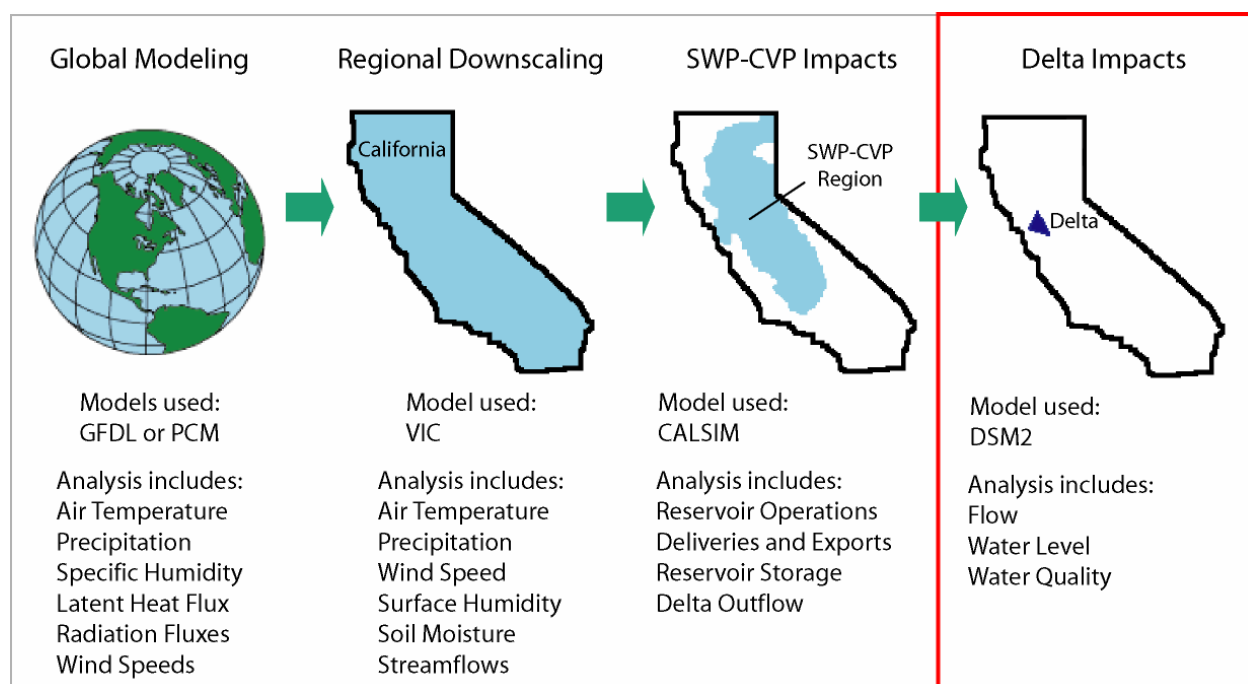 Global Modeling
California
Models used:
GFDL or PCM
Analysis includes:
Air Temperature
Precipitation
Specific Humidity
Latent Heat Flux
Radiation Fluxes
Wind Speeds
Regional Downscaling
Model used:
VIC
Analysis includes:
Air Temperature
Precipitation
Wind Speed
Surface Humidity
Soil Moisture
Streamflows
SWP-CVP Impacts
SWP-CVP
Region
Model used:
CALSIM
Analysis includes:
Reservoir Operations
Deliveries and Exports
Reservoir Storage
Delta Outflow
Delta Impacts
Delta
Model used:
DSM2
Analysis includes:
Flow
Water Level
Water Quality